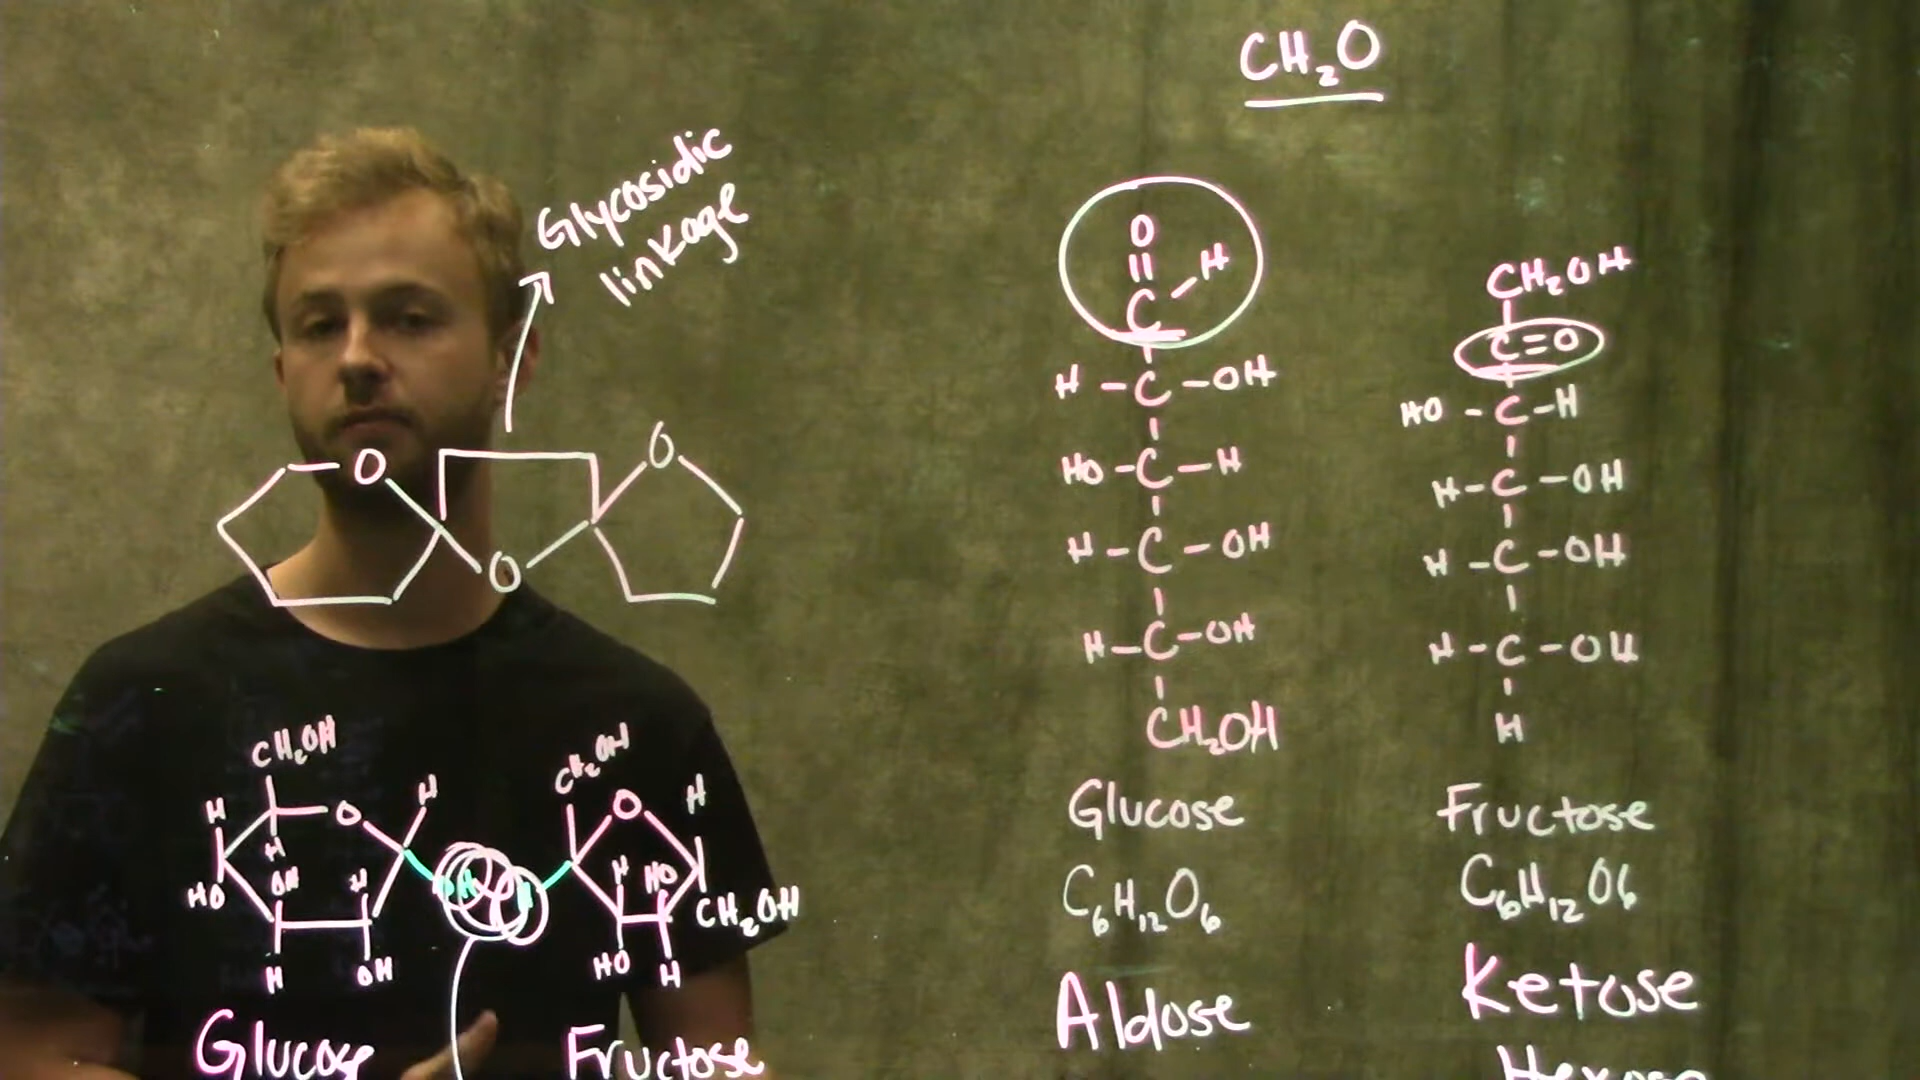 CH₂O
Glycosidic
linkage
O
O
O
O
||
C - H
H - C - OH
HO - C - H
H - C - OH
H - C - OH
CH₂OH
Glucose
C₆H₁₂O₆
Aldose
CH₂OH
C=O
HO - C - H
H - C - OH
H - C - OH
H - C - OH
H
Fructose
C₆H₁₂O6
Ketose
Hexose
CH₂OH
H
O
H
H
HO
OH
H
H
OH
Glucose
CH₂OH
O
H
H
HO
CH₂OH
HO
H
Fructose